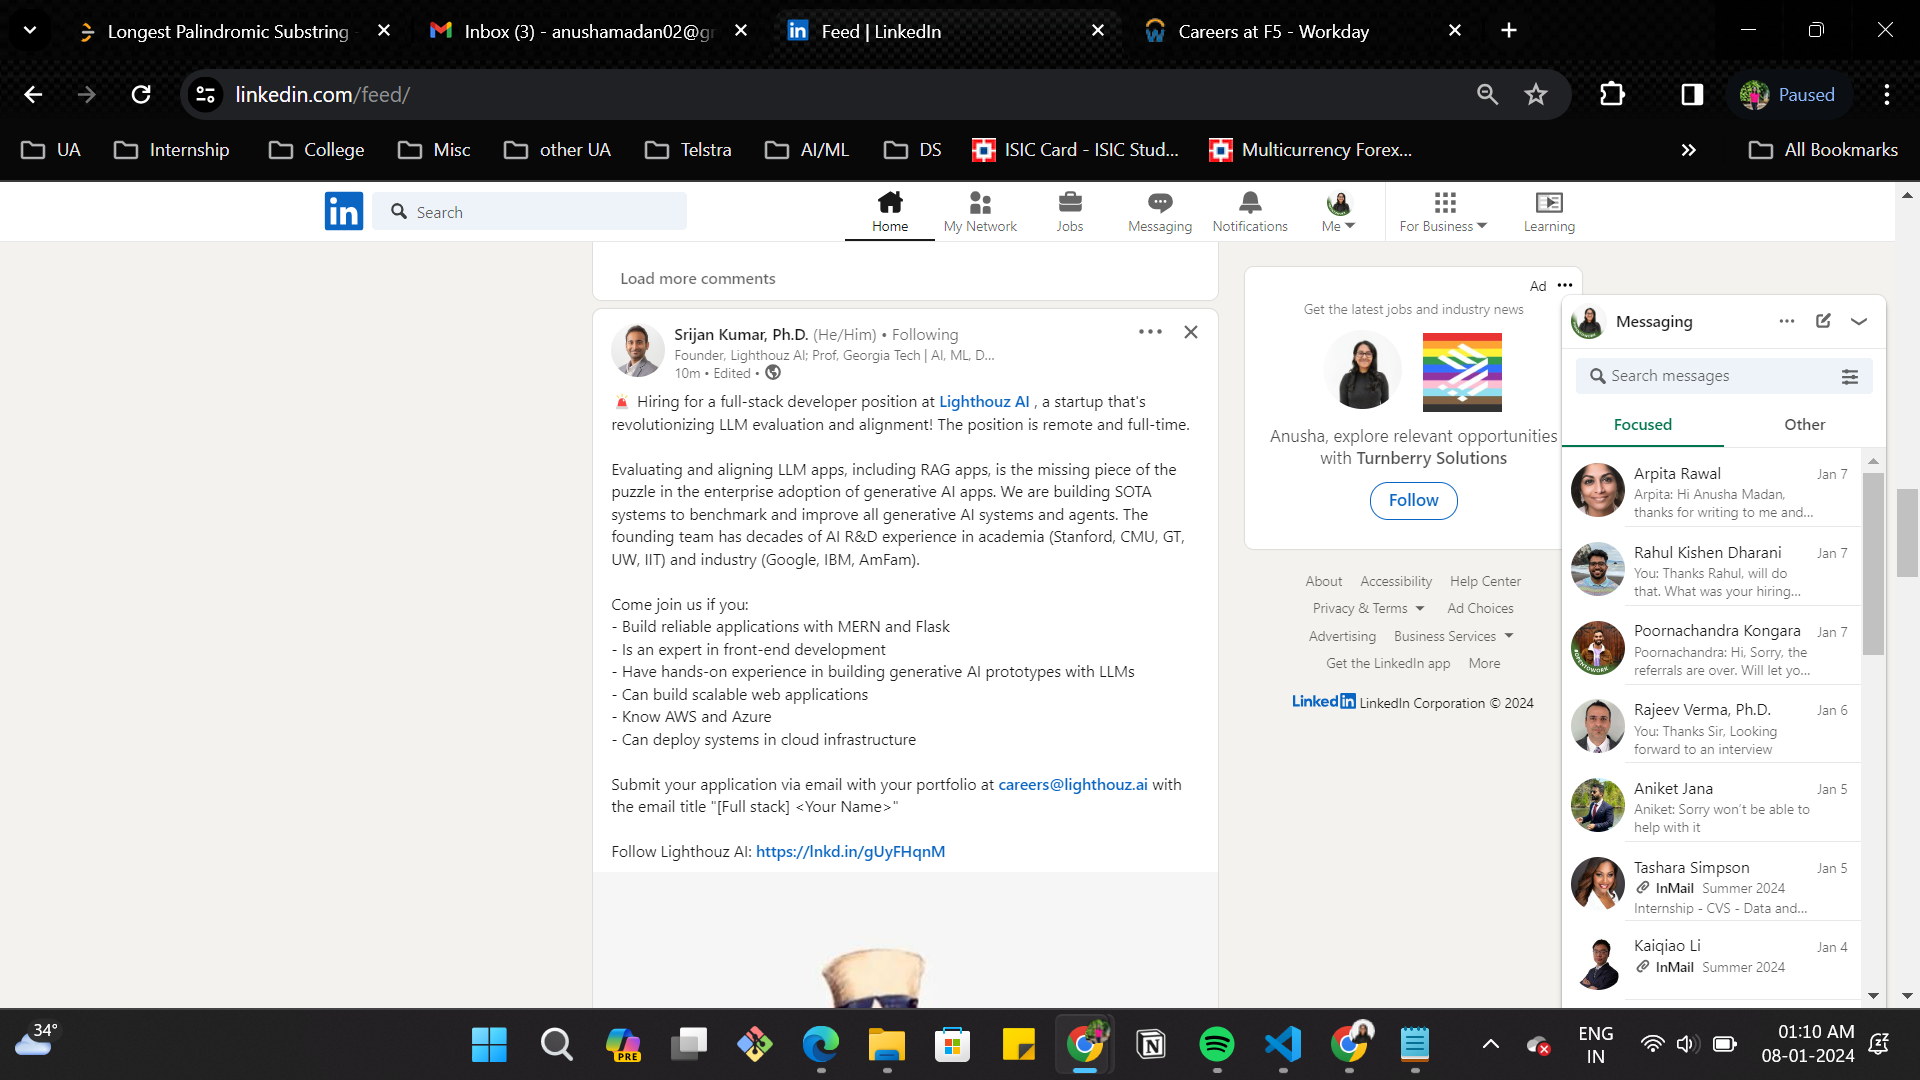 Longest Palindromic Substring
Inbox (3) - anushamadan02@gr
Feed | LinkedIn
Careers at F5 - Workday
linkedin.com/feed/
Paused
UA
Internship
College
Misc
other UA
Telstra
AI/ML
DS
ISIC Card - ISIC Stud...
Multicurrency Forex...
All Bookmarks
in
Search
Home
My Network
Jobs
Messaging
Notifications
Me
For Business
Learning
Load more comments
Srijan Kumar, Ph.D. (He/Him) • Following
Founder, Lighthouz AI; Prof, Georgia Tech | AI, ML, D...
10m • Edited •
Hiring for a full-stack developer position at Lighthouz AI , a startup that's
revolutionizing LLM evaluation and alignment! The position is remote and full-time.
Evaluating and aligning LLM apps, including RAG apps, is the missing piece of the
puzzle in the enterprise adoption of generative AI apps. We are building SOTA
systems to benchmark and improve all generative AI systems and agents. The
founding team has decades of AI R&D experience in academia (Stanford, CMU, GT,
UW, IIT) and industry (Google, IBM, AmFam).
Come join us if you:
- Build reliable applications with MERN and Flask
- Is an expert in front-end development
- Have hands-on experience in building generative AI prototypes with LLMs
- Can build scalable web applications
- Know AWS and Azure
- Can deploy systems in cloud infrastructure
Submit your application via email with your portfolio at careers@lighthouz.ai with
the email title "[Full stack] <Your Name>"
Follow Lighthouz AI: https://lnkd.in/gUyFHqnM
Ad
Get the latest jobs and industry news
Anusha, explore relevant opportunities
with Turnberry Solutions
Follow
About
Accessibility
Help Center
Privacy & Terms
Ad Choices
Advertising
Business Services
Get the LinkedIn app
More
LinkedIn LinkedIn Corporation © 2024
Messaging
Search messages
Focused
Other
Arpita Rawal
Jan 7
Arpita: Hi Anusha Madan,
thanks for writing to me and...
Rahul Kishen Dharani
Jan 7
You: Thanks Rahul, will do
that. What was your hiring...
Poornachandra Kongara
Jan 7
Poornachandra: Hi, Sorry, the
referrals are over. Will let yo...
#OPENTOWORK
Rajeev Verma, Ph.D.
Jan 6
You: Thanks Sir, Looking
forward to an interview
Aniket Jana
Jan 5
Aniket: Sorry won't be able to
help with it
Tashara Simpson
Jan 5
InMail Summer 2024
Internship - CVS - Data and...
Kaiqiao Li
Jan 4
InMail Summer 2024
34°
PRE
ENG
IN
01:10 AM
08-01-2024